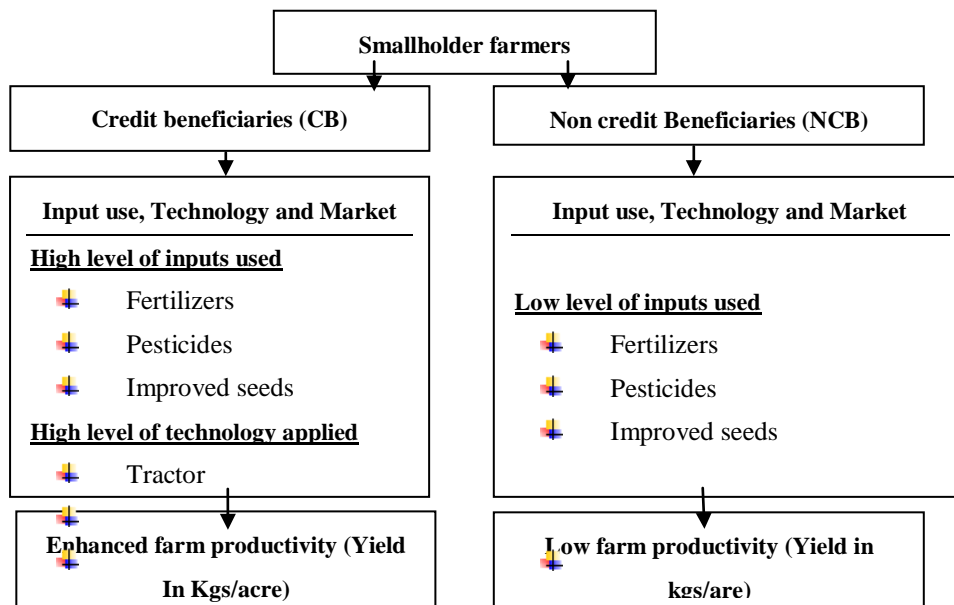 Smallholder farmers
Credit beneficiaries (CB)
Non credit Beneficiaries (NCB)
Input use, Technology and Market
High level of inputs used
Fertilizers
Pesticides
Improved seeds
High level of technology applied
Tractor
Input use, Technology and Market
Low level of inputs used
Fertilizers
Pesticides
Improved seeds
Enhanced farm productivity (Yield
In Kgs/acre)
Low farm productivity (Yield in
kgs/are)